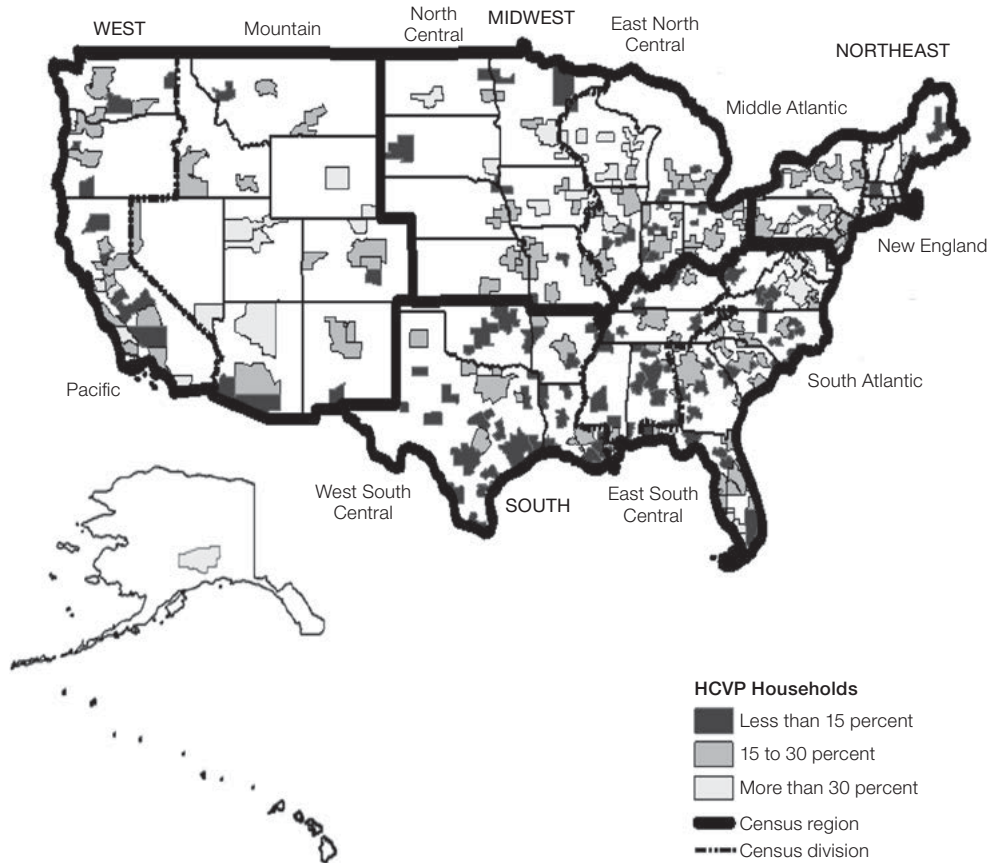 WEST
Mountain
North
Central
MIDWEST
East North
Central
NORTHEAST
Middle Atlantic
New England
Pacific
South Atlantic
West South
Central
SOUTH
East South
Central
HCVP Households
Less than 15 percent
15 to 30 percent
More than 30 percent
Census region
Census division